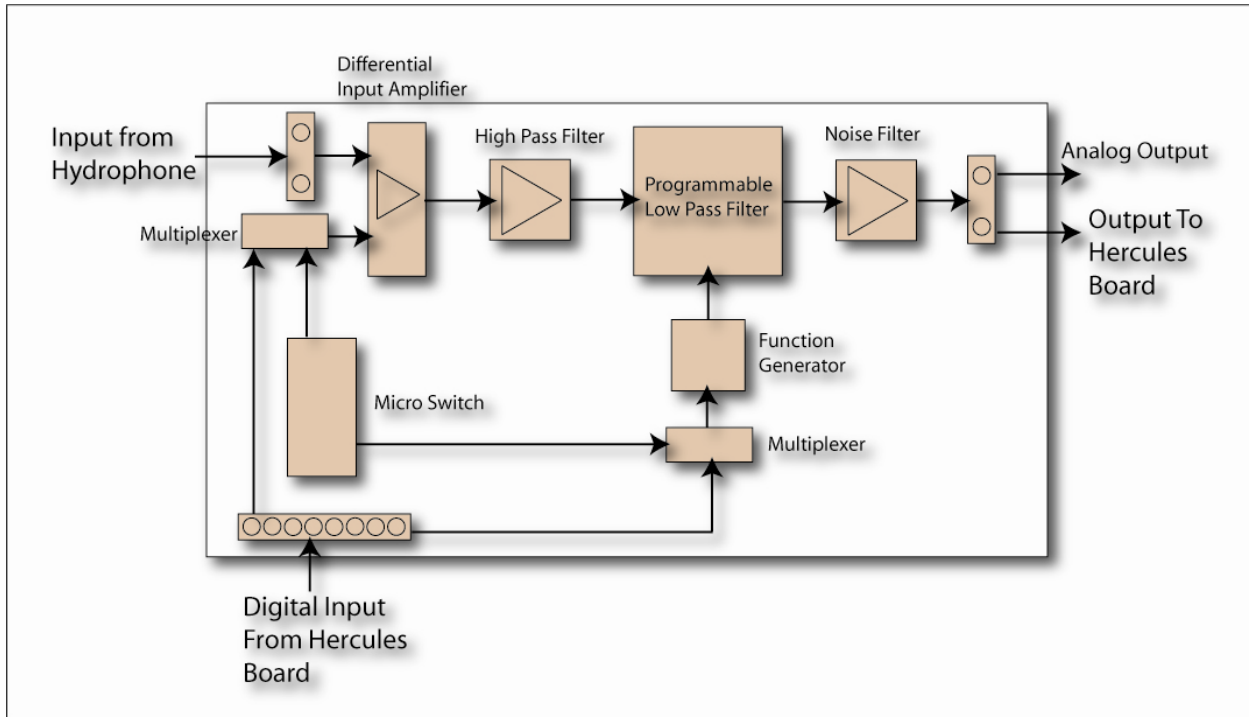 Differential
Input Amplifier
Input from
Hydrophone
High Pass Filter
Noise Filter
Analog Output
Programmable
Low Pass Filter
Multiplexer
Output To
Hercules
Board
Function
Generator
Micro Switch
Multiplexer
Digital Input
From Hercules
Board